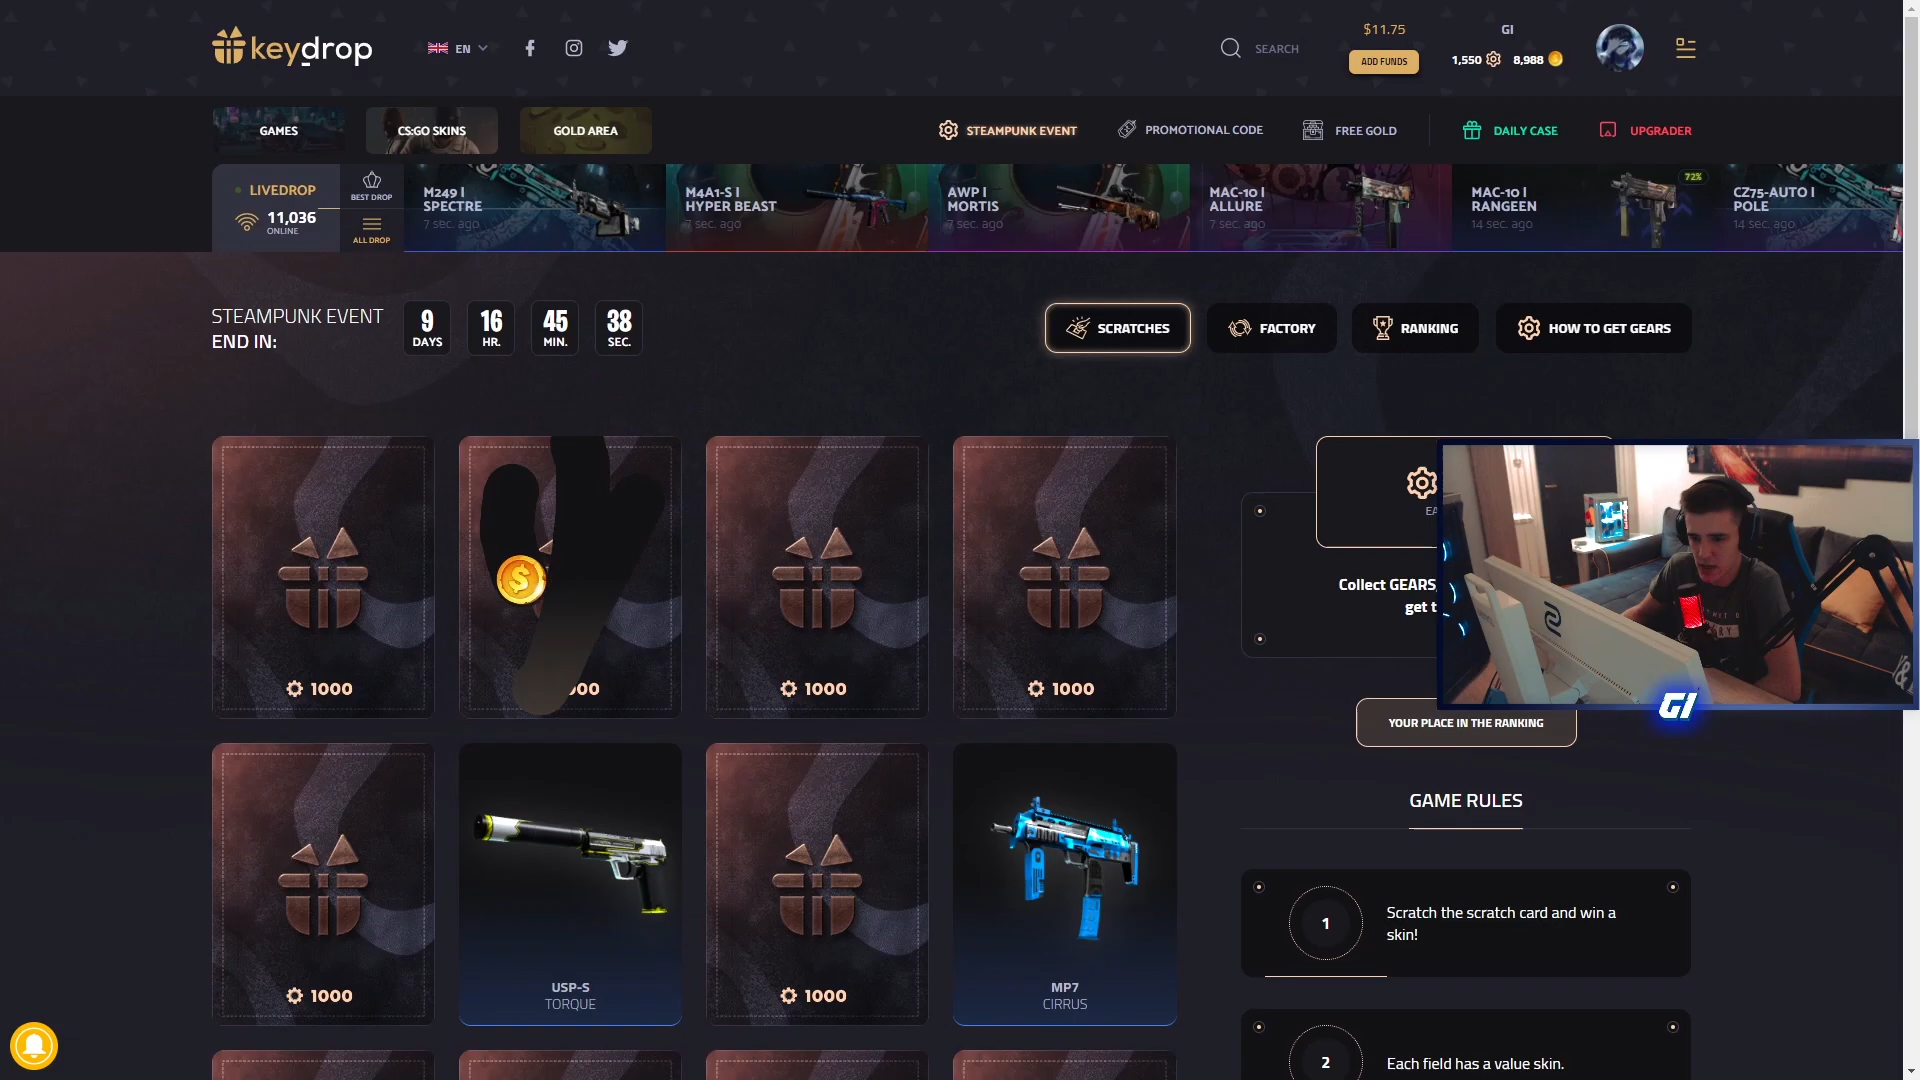 keydrop
EN
SEARCH
$11.75
ADD FUNDS
GI
1,550
8,988
GAMES
CS:GO SKINS
GOLD AREA
STEAMPUNK EVENT
PROMOTIONAL CODE
FREE GOLD
DAILY CASE
UPGRADER
LIVEDROP
11,036
ONLINE
BEST DROP
ALL DROP
M249 I
SPECTRE
7 sec. ago
M4A1-S I
HYPER BEAST
7 sec. ago
AWP I
MORTIS
7 sec. ago
MAC-10 I
ALLURE
7 sec. ago
MAC-10 I
RANGEEN
14 sec. ago
72%
CZ75-AUTO I
POLE
14 sec. ago
STEAMPUNK EVENT
END IN:
9
DAYS
16
HR.
45
MIN.
38
SEC.
SCRATCHES
FACTORY
RANKING
HOW TO GET GEARS
1000
00
1000
1000
Collect GEARS
get t
GI
YOUR PLACE IN THE RANKING
GAME RULES
1000
USP-S
TORQUE
1000
MP7
CIRRUS
1
Scratch the scratch card and win a
skin!
2
Each field has a value skin.